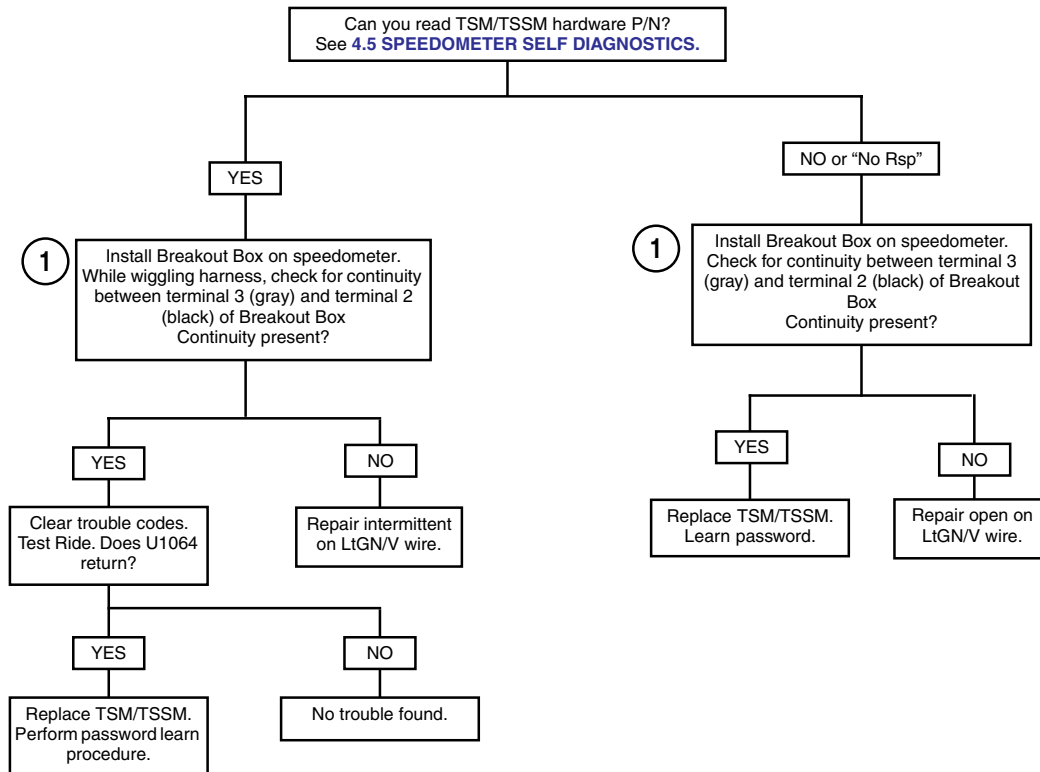 Can you read TSM/TSSM hardware P/N?
See 4.5 SPEEDOMETER SELF DIAGNOSTICS.
YES
NO or “No Rsp”
1
Install Breakout Box on speedometer.
While wiggling harness, check for continuity
between terminal 3 (gray) and terminal 2
(black) of Breakout Box
Continuity present?
1
Install Breakout Box on speedometer.
Check for continuity between terminal 3
(gray) and terminal 2 (black) of Breakout
Box
Continuity present?
YES
NO
YES
NO
Clear trouble codes.
Test Ride. Does U1064
return?
Repair intermittent
on LtGN/V wire.
Replace TSM/TSSM.
Learn password.
Repair open on
LtGN/V wire.
YES
NO
Replace TSM/TSSM.
Perform password learn
procedure.
No trouble found.